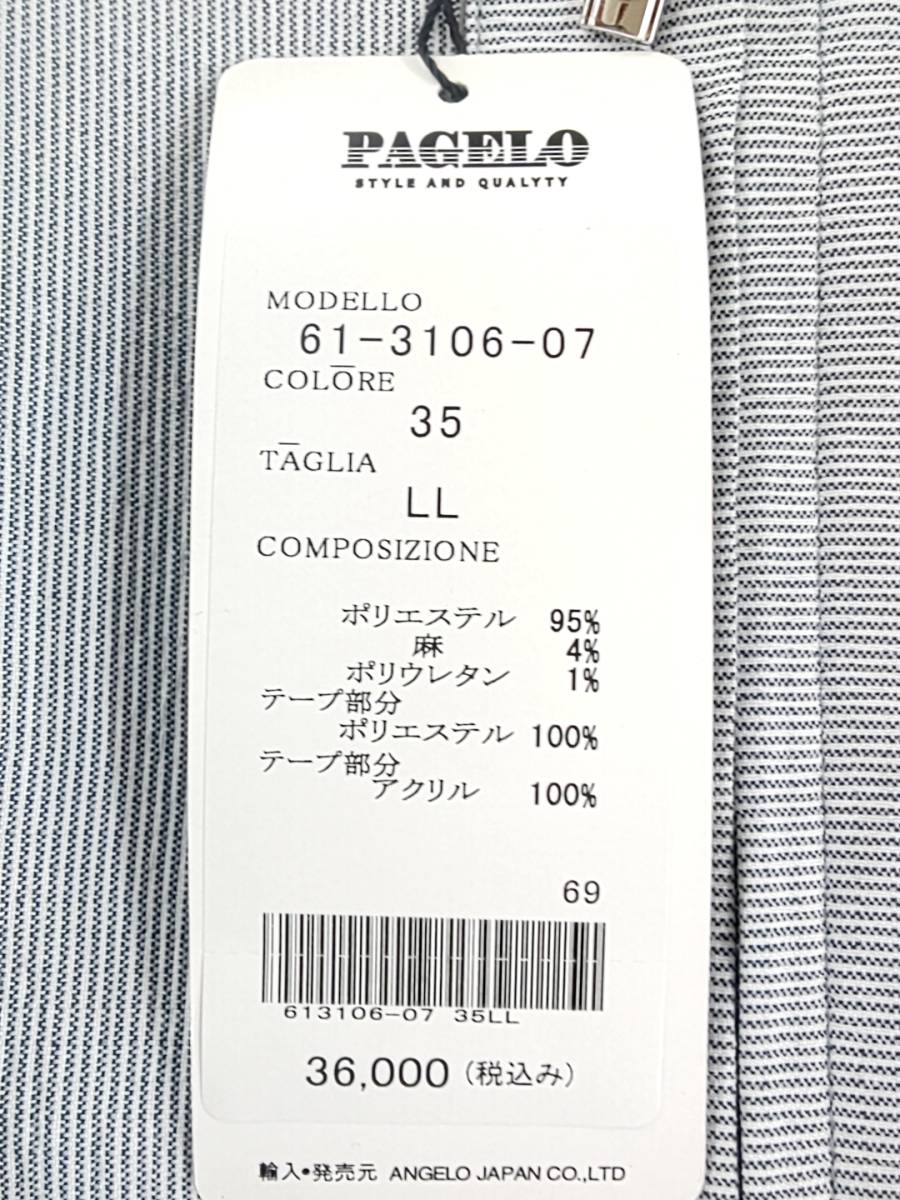 PAGELO
STYLE AND QUALYTY
MODELLO
61-3106-07
COLŌRE
35
TĀGLIA
LL
COMPOSIZIONE
ポリエステル 95%
麻 4%
ポリウレタン 1%
テープ部分
ポリエステル 100%
テープ部分
アクリル 100%
69
613106-07 35LL
36,000(税込み)
輸入•発売元 ANGELO JAPAN CO.,LTD